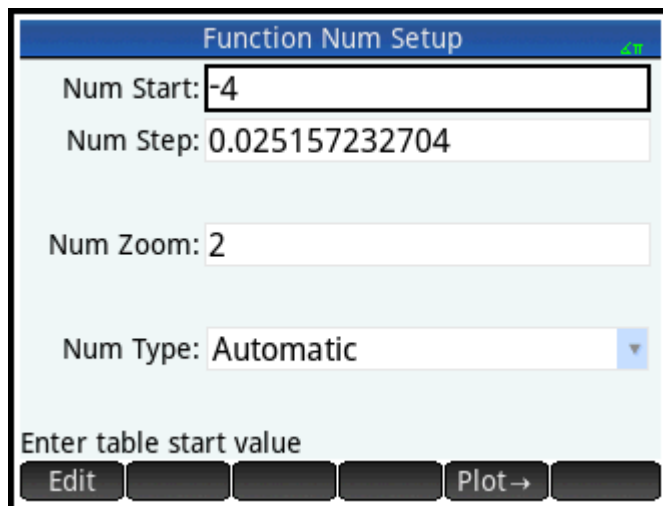 Function Num Setup ∡π
Num Start: -4
Num Step: 0.025157232704
Num Zoom: 2
Num Type: Automatic
Enter table start value
Edit Plot→